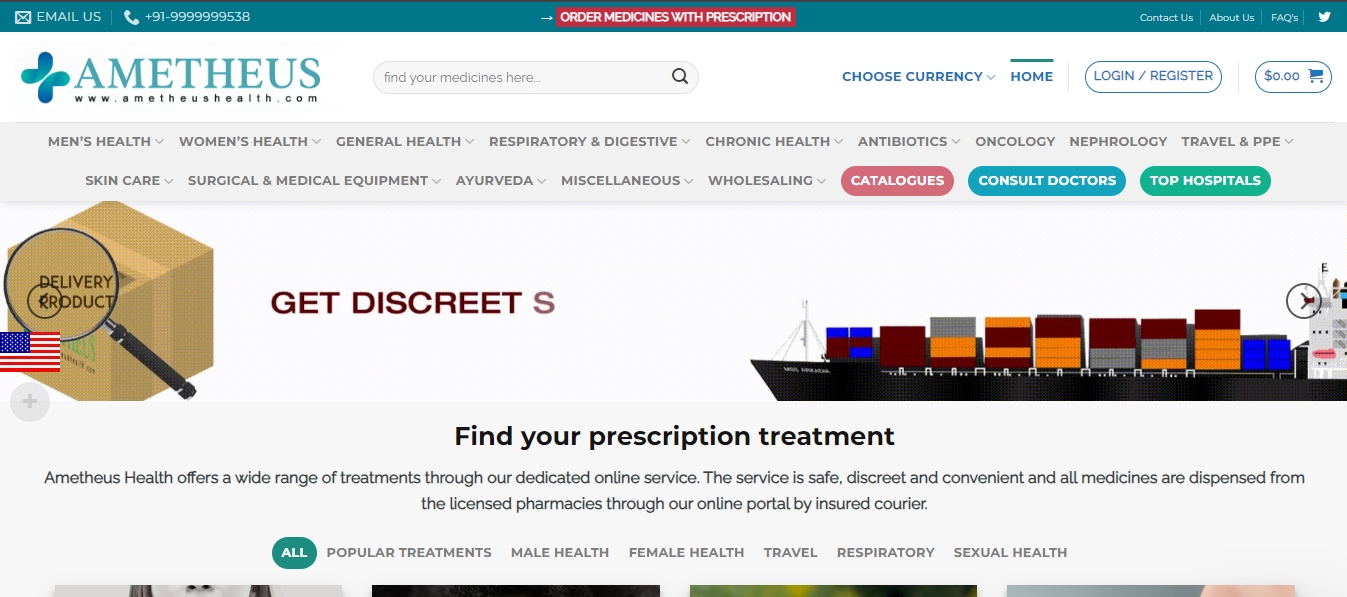 EMAIL US
+91-9999999538
→ ORDER MEDICINES WITH PRESCRIPTION
Contact Us
About Us
FAQ's
AMETHEUS
www.ametheushealth.com
find your medicines here...
CHOOSE CURRENCY
HOME
LOGIN / REGISTER
$0.00
MEN'S HEALTH
WOMEN'S HEALTH
GENERAL HEALTH
RESPIRATORY & DIGESTIVE
CHRONIC HEALTH
ANTIBIOTICS
ONCOLOGY
NEPHROLOGY
TRAVEL & PPE
SKIN CARE
SURGICAL & MEDICAL EQUIPMENT
AYURVEDA
MISCELLANEOUS
WHOLESALING
CATALOGUES
CONSULT DOCTORS
TOP HOSPITALS
DELIVERY
PRODUCT
GET DISCREET S
E
MISS ARKADIA
Find your prescription treatment
Ametheus Health offers a wide range of treatments through our dedicated online service. The service is safe, discreet and convenient and all medicines are dispensed from
the licensed pharmacies through our online portal by insured courier.
ALL
POPULAR TREATMENTS
MALE HEALTH
FEMALE HEALTH
TRAVEL
RESPIRATORY
SEXUAL HEALTH